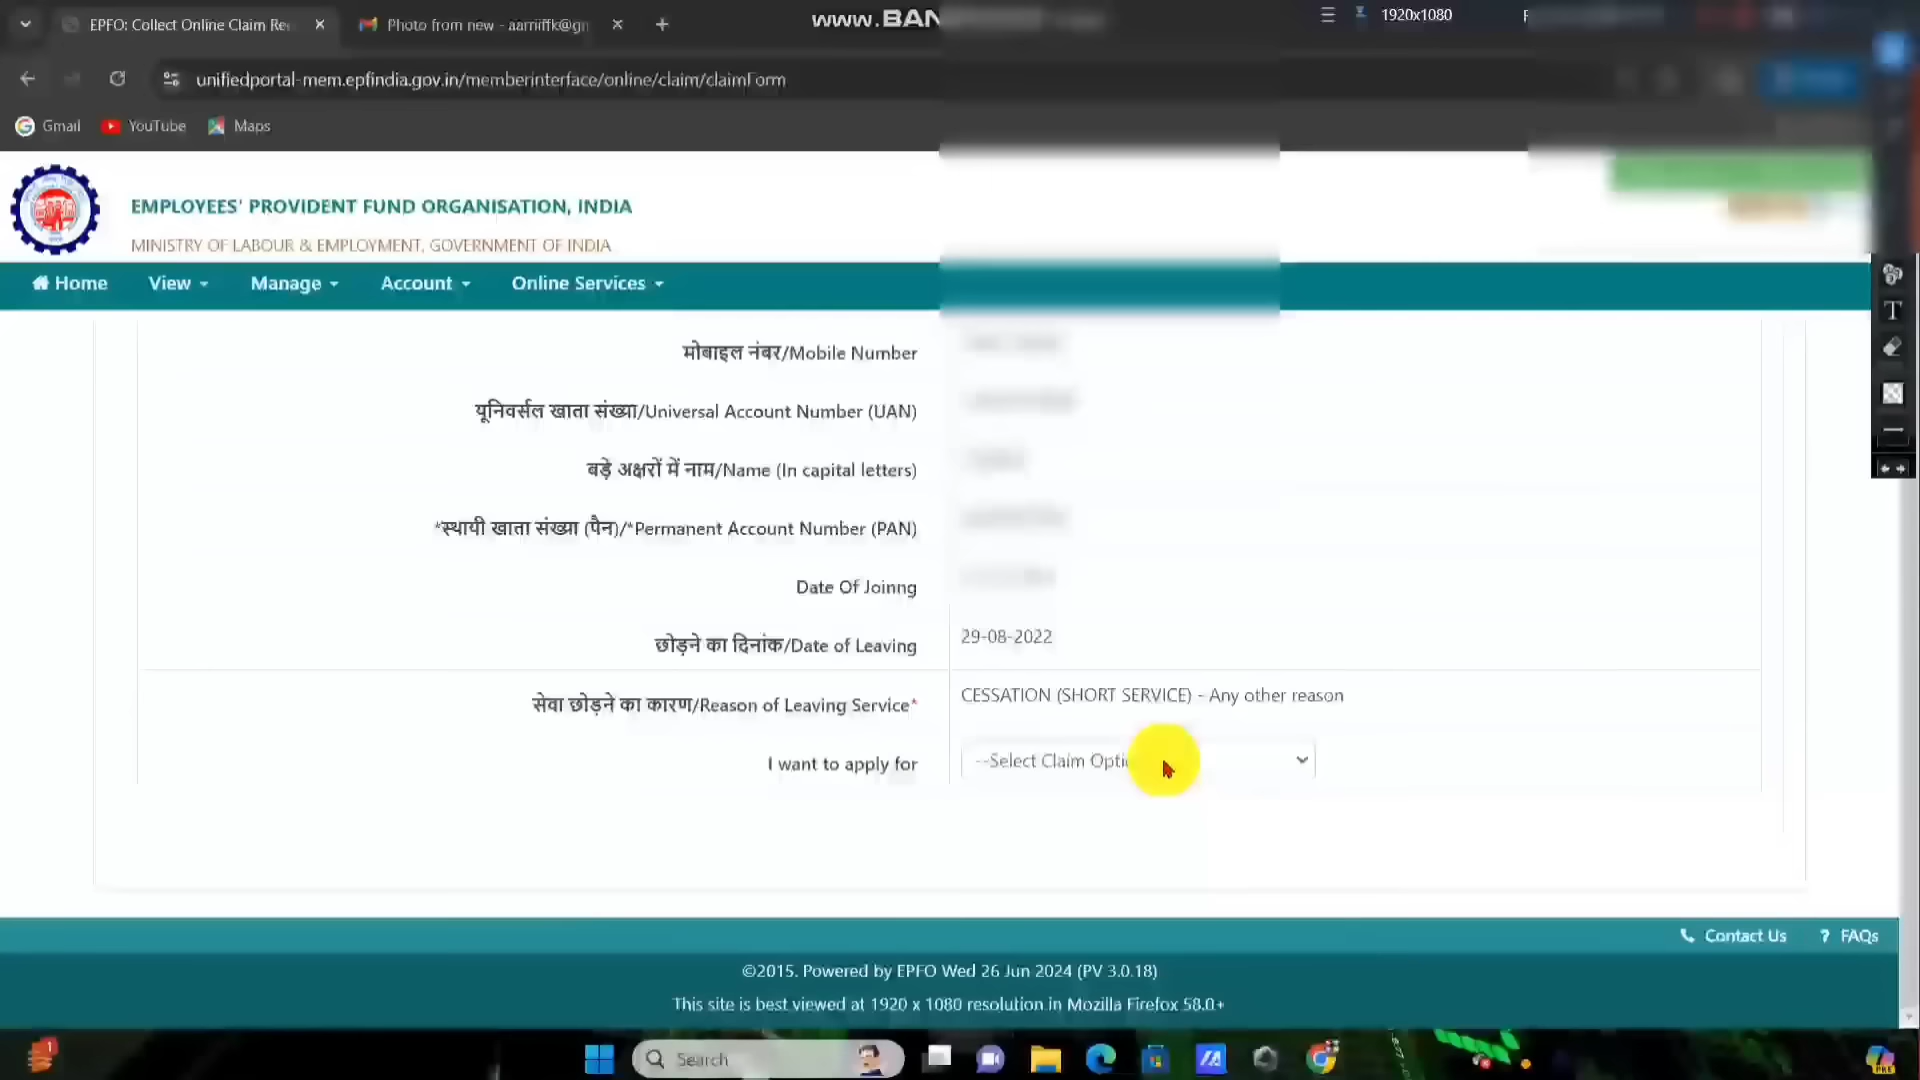 EPFO: Collect Online Claim Re
Photo from new - aarriffk@gn
www.BAN
1920x1080
unifiedportal-mem.epfindia.gov.in/memberinterface/online/claim/claimForm
Gmail
YouTube
Maps
EMPLOYEES' PROVIDENT FUND ORGANISATION, INDIA
MINISTRY OF LABOUR & EMPLOYMENT, GOVERNMENT OF INDIA
Home
View
Manage
Account
Online Services
मोबाइल नंबर/Mobile Number
यूनिवर्सल खाता संख्या/Universal Account Number (UAN)
बड़े अक्षरों में नाम/Name (In capital letters)
*स्थायी खाता संख्या (पैन)/*Permanent Account Number (PAN)
Date Of Joinng
छोड़ने का दिनांक/Date of Leaving 29-08-2022
सेवा छोड़ने का कारण/Reason of Leaving Service* CESSATION (SHORT SERVICE) - Any other reason
I want to apply for --Select Claim Opti
Contact Us
? FAQs
©2015. Powered by EPFO Wed 26 Jun 2024 (PV 3.0.18)
This site is best viewed at 1920 x 1080 resolution in Mozilla Firefox 58.0+
1
Search